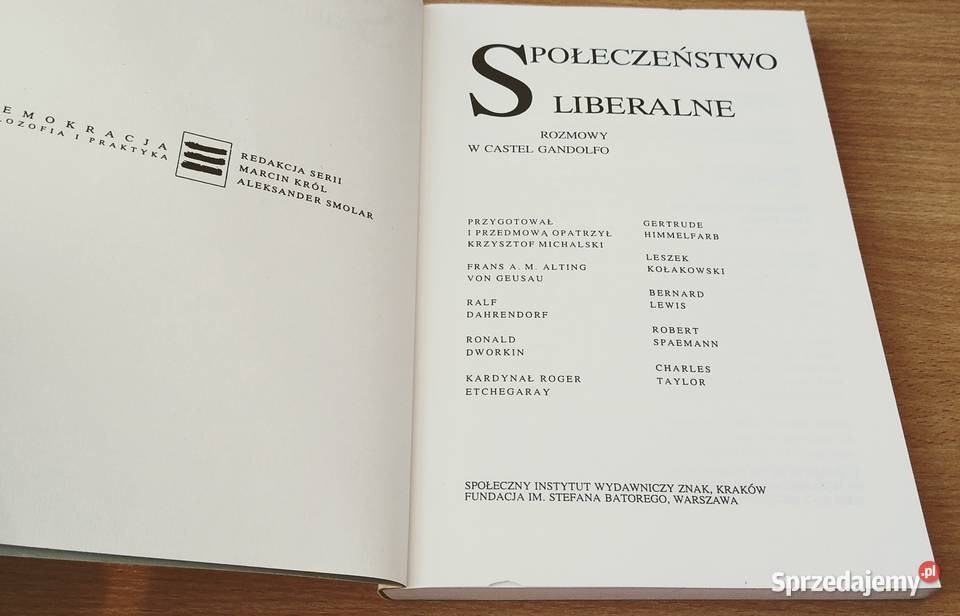 EMOKRACJA
LOZOFIA I PRAKTYKA
REDAKCJA SERII
MARCIN KRÓL
ALEKSANDER SMOLAR
SPOŁECZEŃSTWO
LIBERALNE
ROZMOWY
W CASTEL GANDOLFO
PRZYGOTOWAŁ
I PRZEDMOWĄ OPATRZYŁ
KRZYSZTOF MICHALSKI
FRANS A. M. ALTING
VON GEUSAU
RALF
DAHRENDORF
RONALD
DWORKIN
KARDYNAŁ ROGER
ETCHEGARAY
GERTRUDE
HIMMELFARB
LESZEK
KOŁAKOWSKI
BERNARD
LEWIS
ROBERT
SPAEMANN
CHARLES
TAYLOR
SPOŁECZNY INSTYTUT WYDAWNICZY ZNAK, KRAKÓW
FUNDACJA IM. STEFANA BATOREGO, WARSZAWA
Sprzedajemy.pl